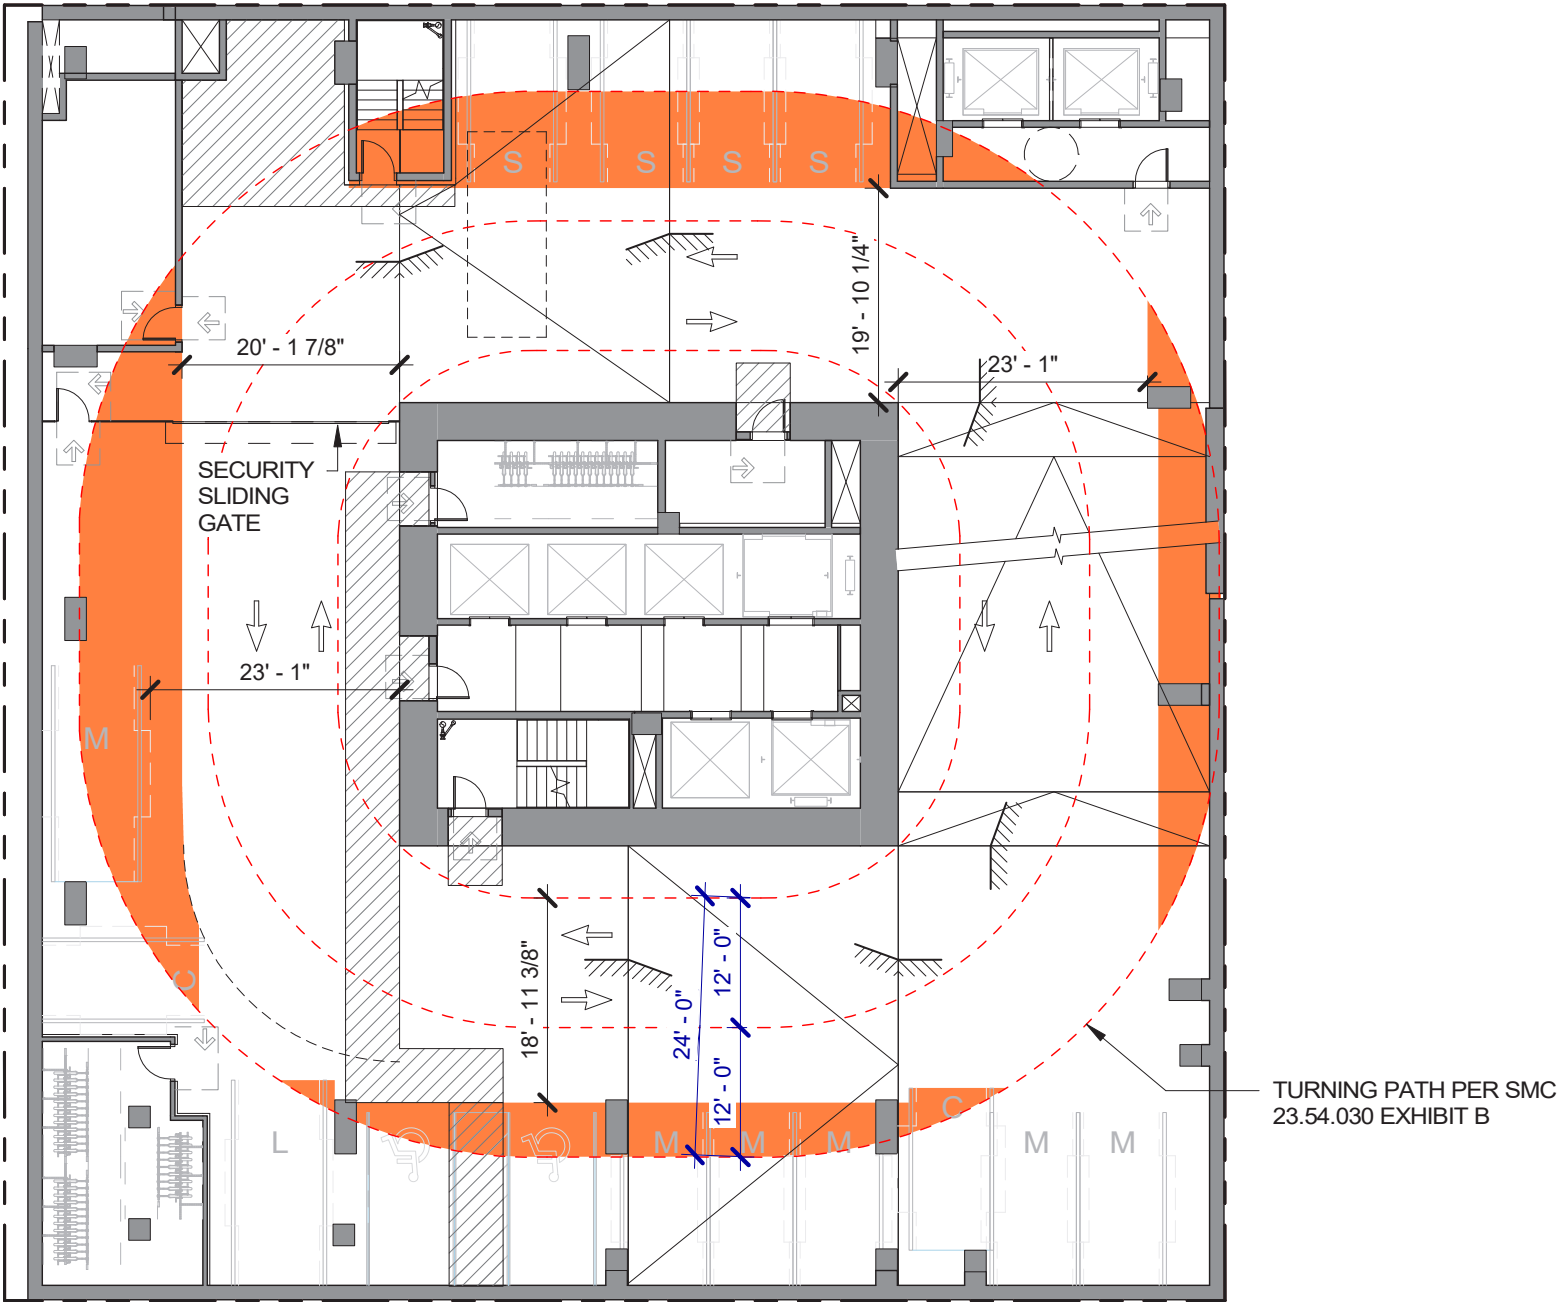 S S S S
19' - 10 1/4"
20' - 1 7/8"
23' - 1"
SECURITY
SLIDING
GATE
23' - 1"
M
C
18' - 11 3/8"
24' - 0"
12' - 0"
12' - 0"
TURNING PATH PER SMC
23.54.030 EXHIBIT B
L M M M C M M